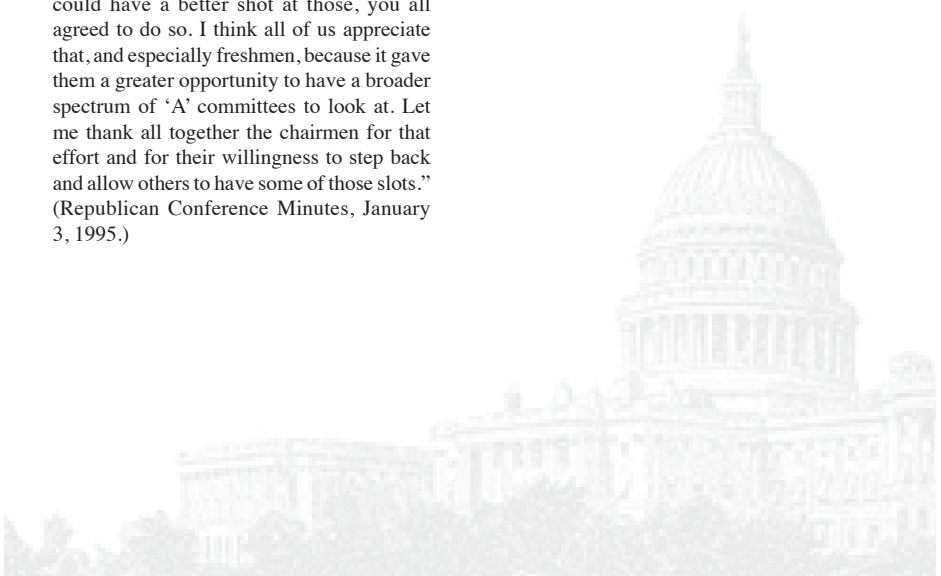 could have a better shot at those, you all
agreed to do so. I think all of us appreciate
that, and especially freshmen, because it gave
them a greater opportunity to have a broader
spectrum of ‘A’ committees to look at. Let
me thank all together the chairmen for that
effort and for their willingness to step back
and allow others to have some of those slots.”
(Republican Conference Minutes, January
3, 1995.)